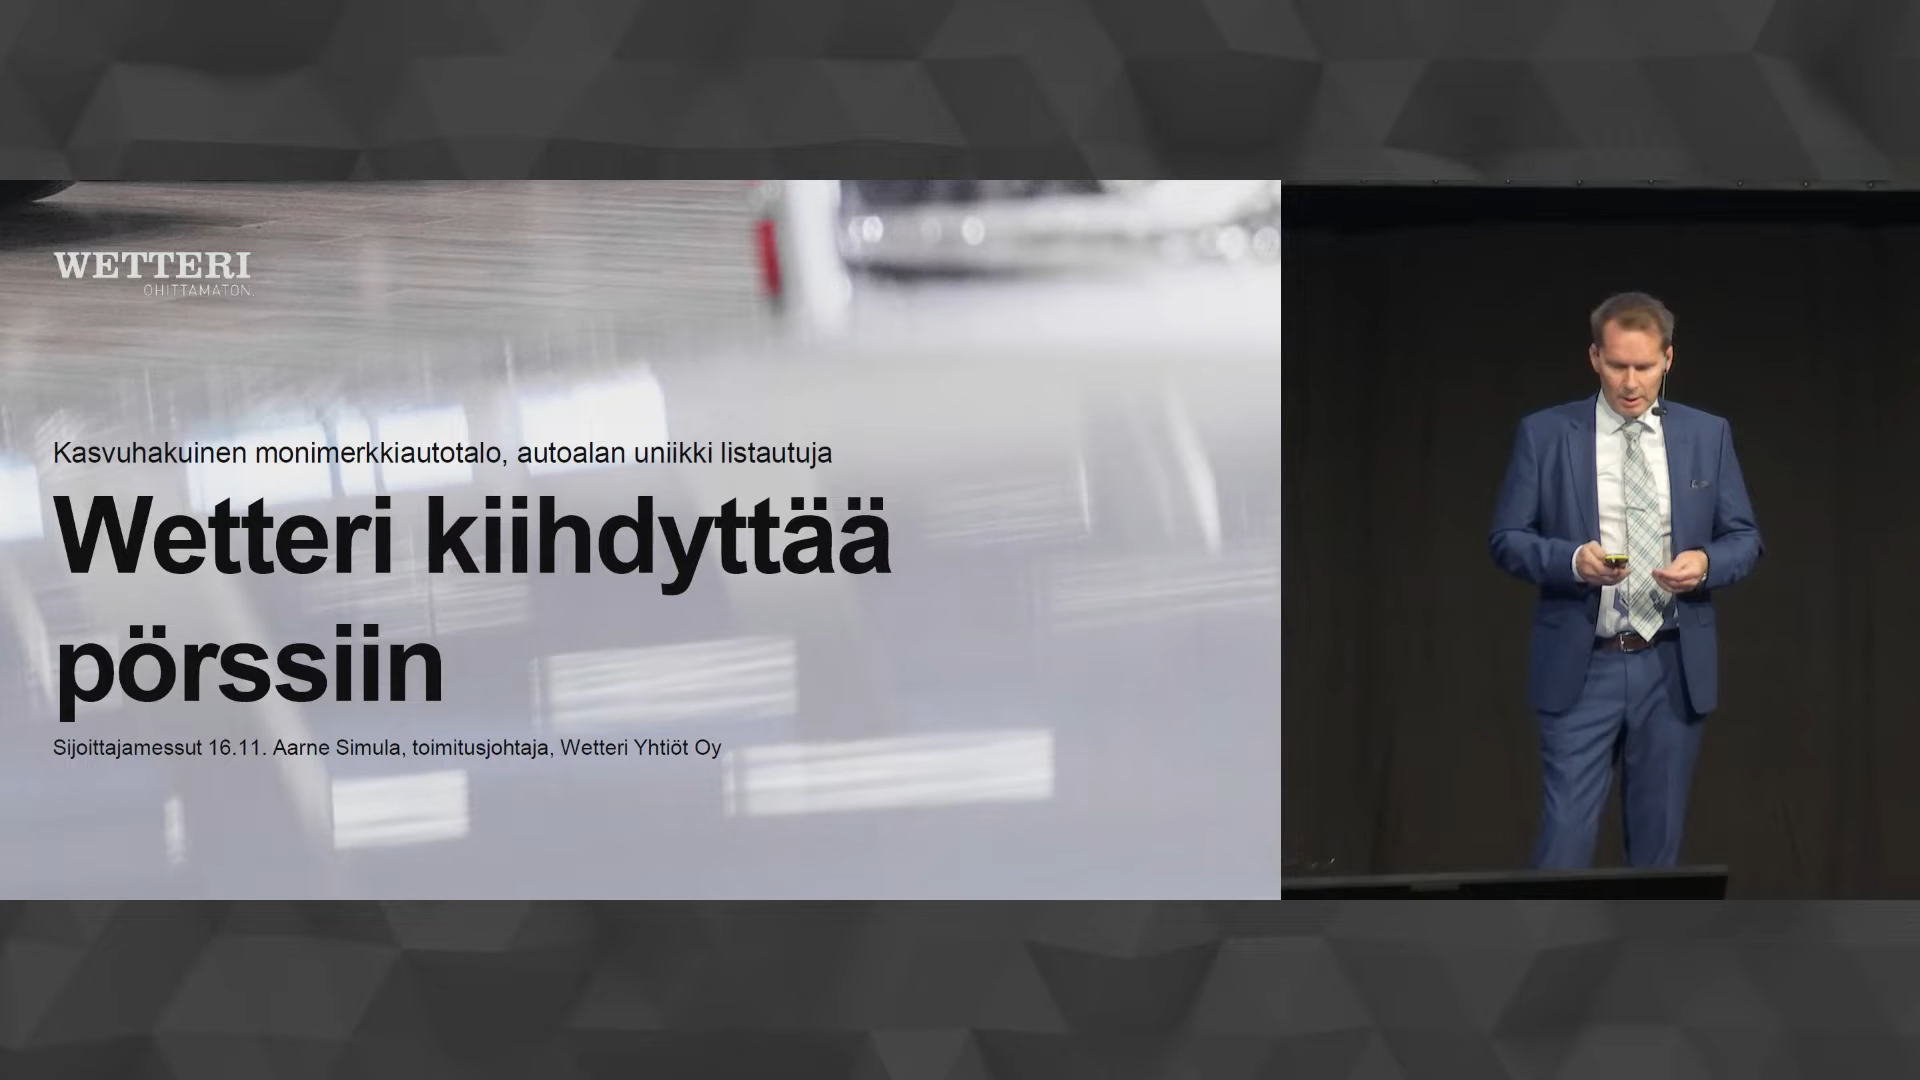 WETTERI
OHITTAMATON.
Kasvuhakuinen monimerkkiautotalo, autoalan uniikki listautuja
Wetteri kiihdyttää
pörssiin
Sijoittajamessut 16.11. Aarne Simula, toimitusjohtaja, Wetteri Yhtiöt Oy